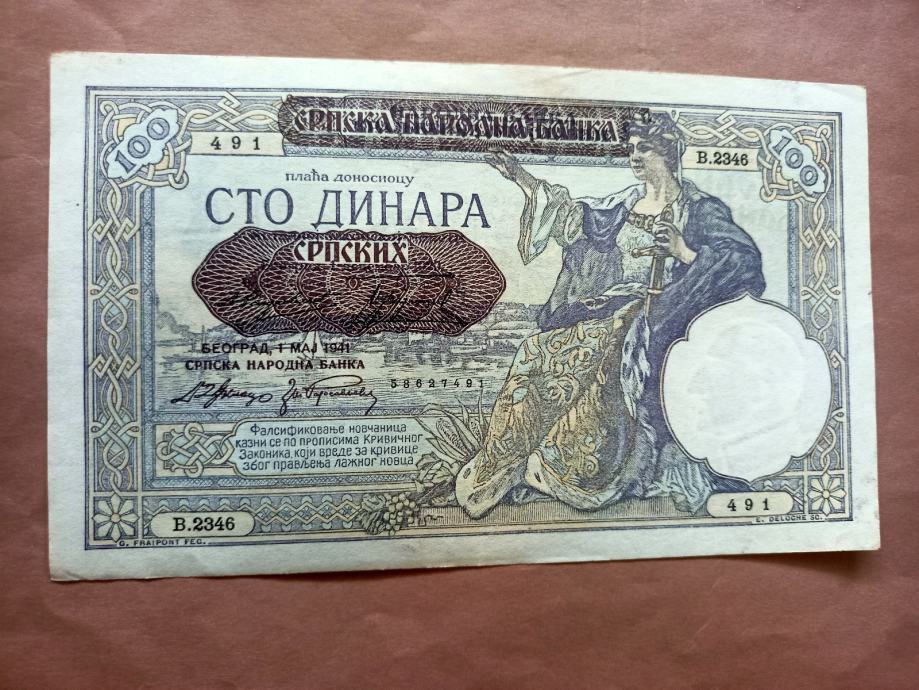 СРПСКА НАРОДНА БАНКА
100
491
B.2346
100
плаћа доносиоцу
СТО ДИНАРА
СРПСКИХ
БЕОГРАД, 1 МАЈ 1941
СРПСКА НАРОДНА БАНКА
58627491
Фалсификовање новчаница
казни се по прописима Кривичног
Законика, који вреде за кривице
због прављења лажног новца.
B.2346
491
G. FRAIPONT FEC.
E. DELOCHE SC.